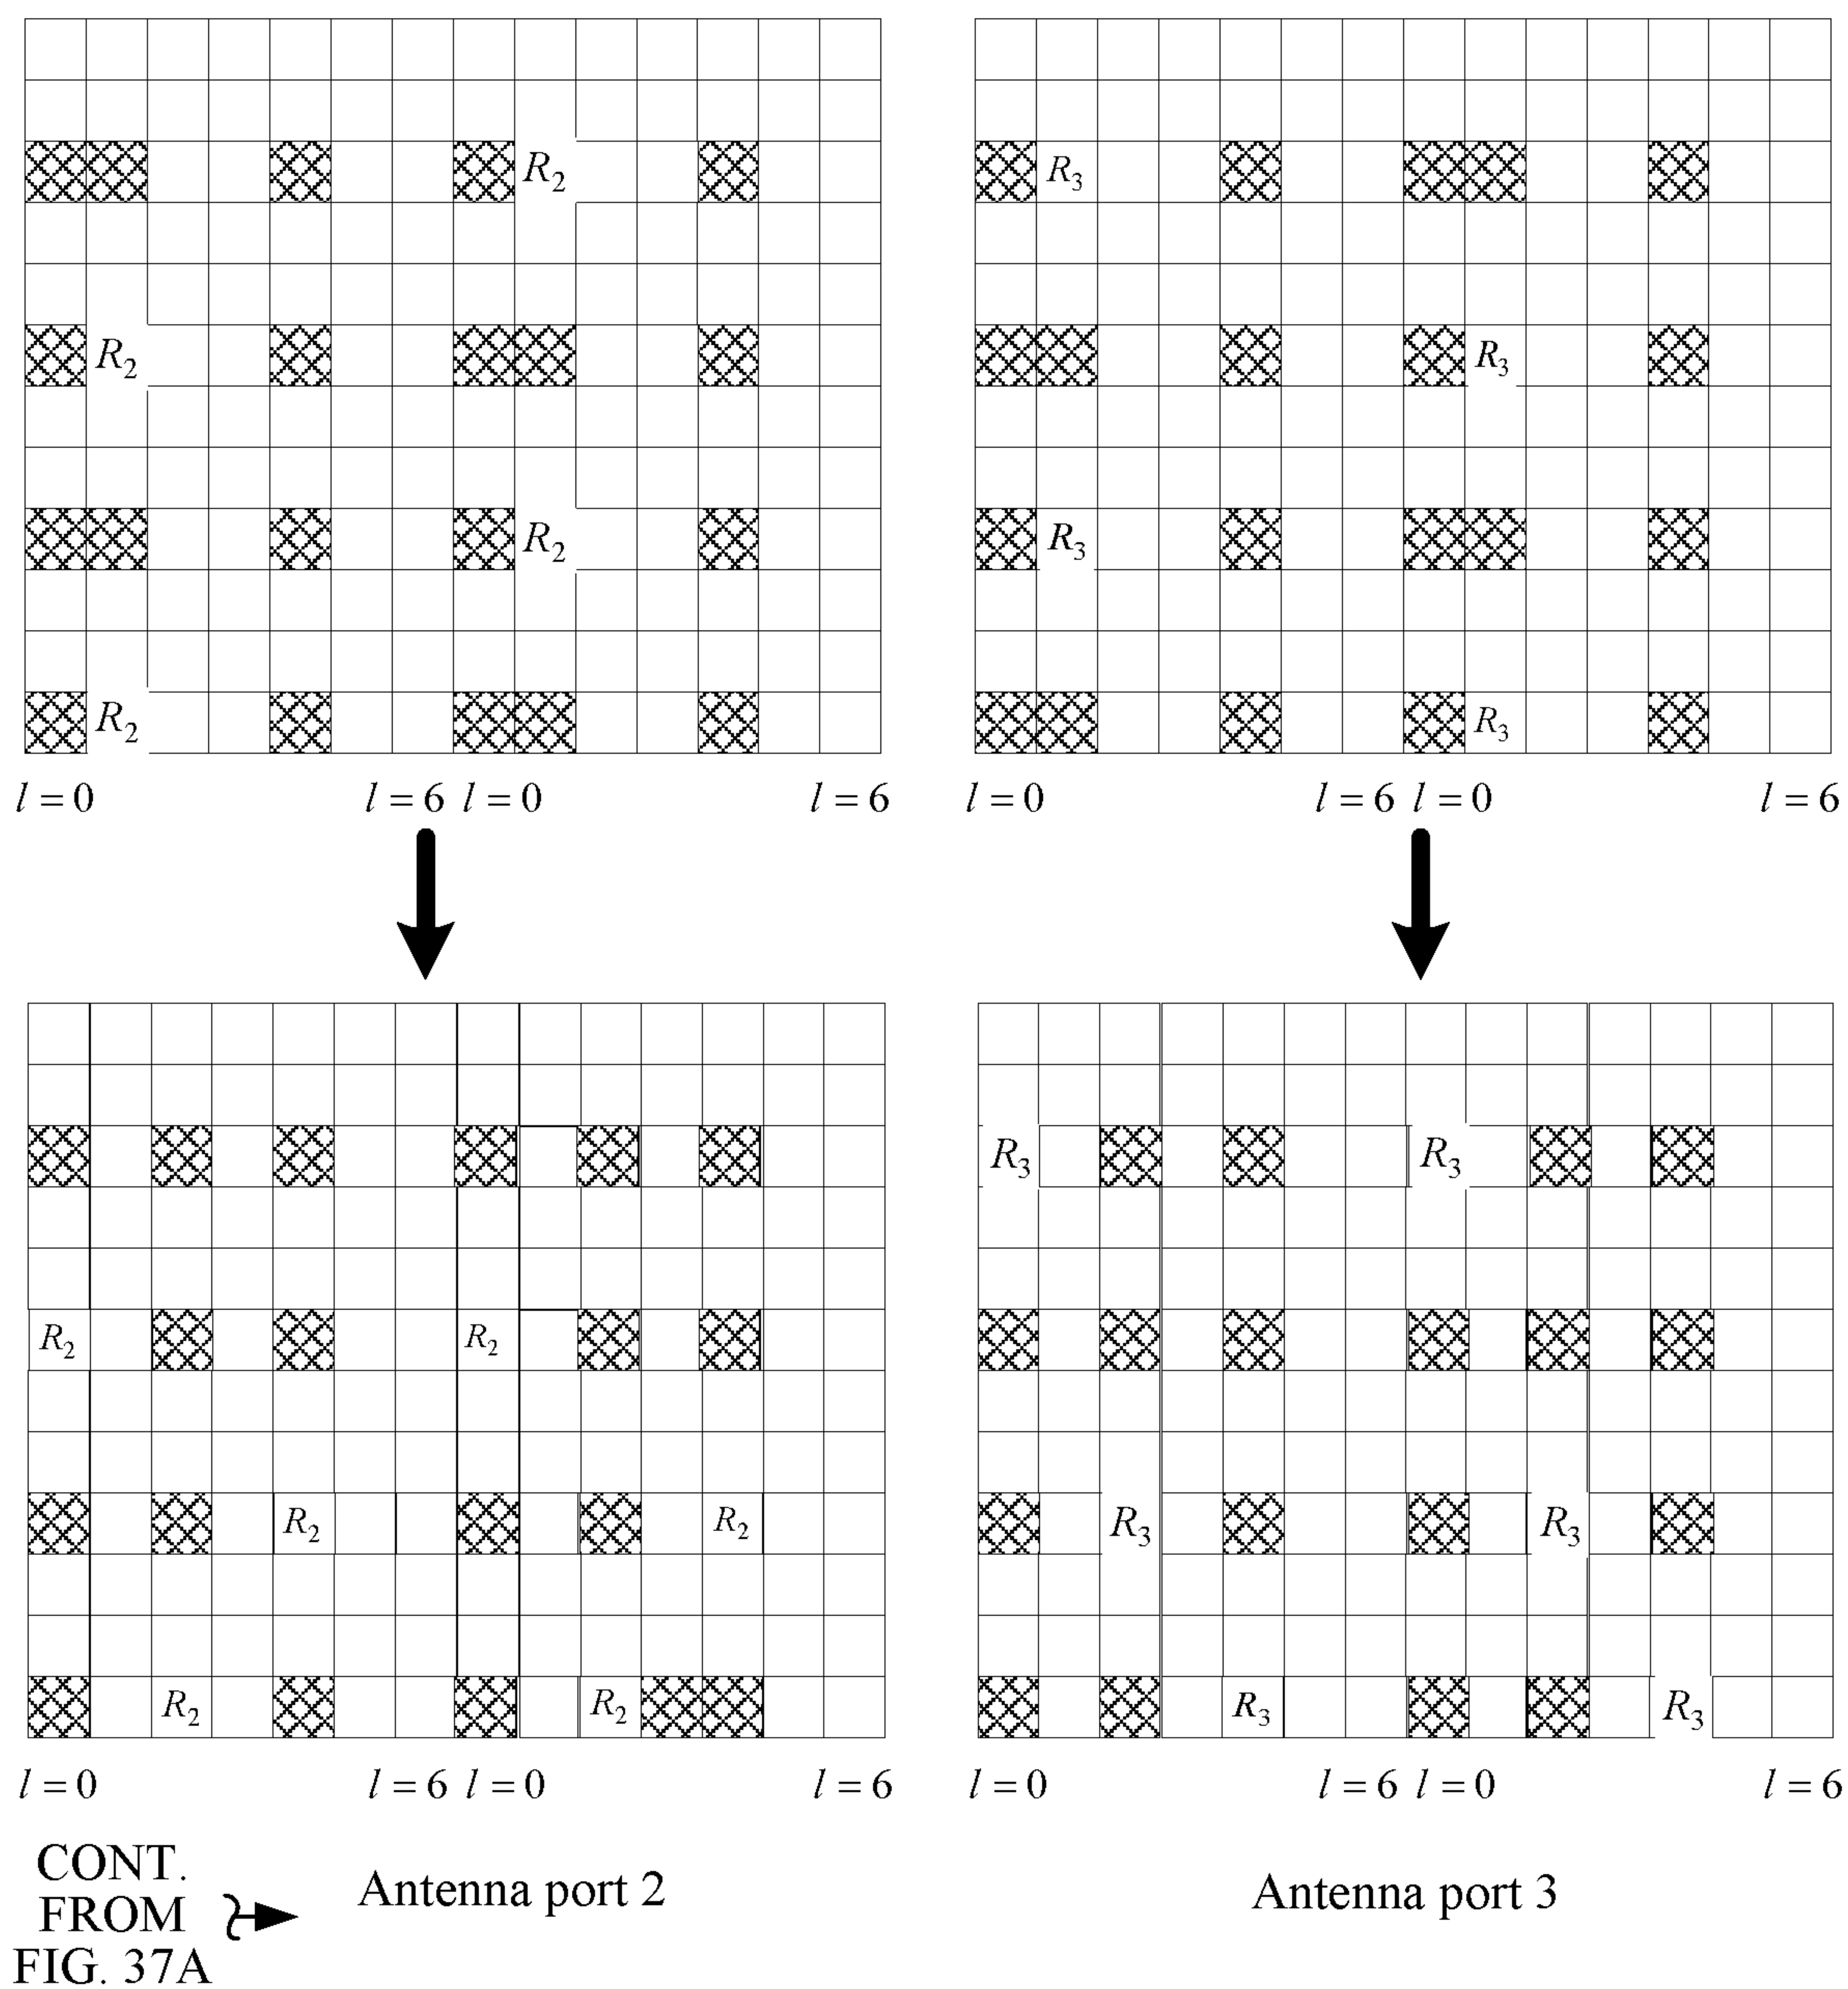 R₂
R₃
R₂
R₃
R₂
R₃
R₂
R₃
l = 0 l = 6 l = 0 l = 6
l = 0 l = 6 l = 0 l = 6
R₃ R₃
R₂ R₂
R₂ R₂
R₃ R₃
R₂ R₂
R₃ R₃
l = 0 l = 6 l = 0 l = 6
l = 0 l = 6 l = 0 l = 6
CONT.
FROM
FIG. 37A
Antenna port 2
Antenna port 3